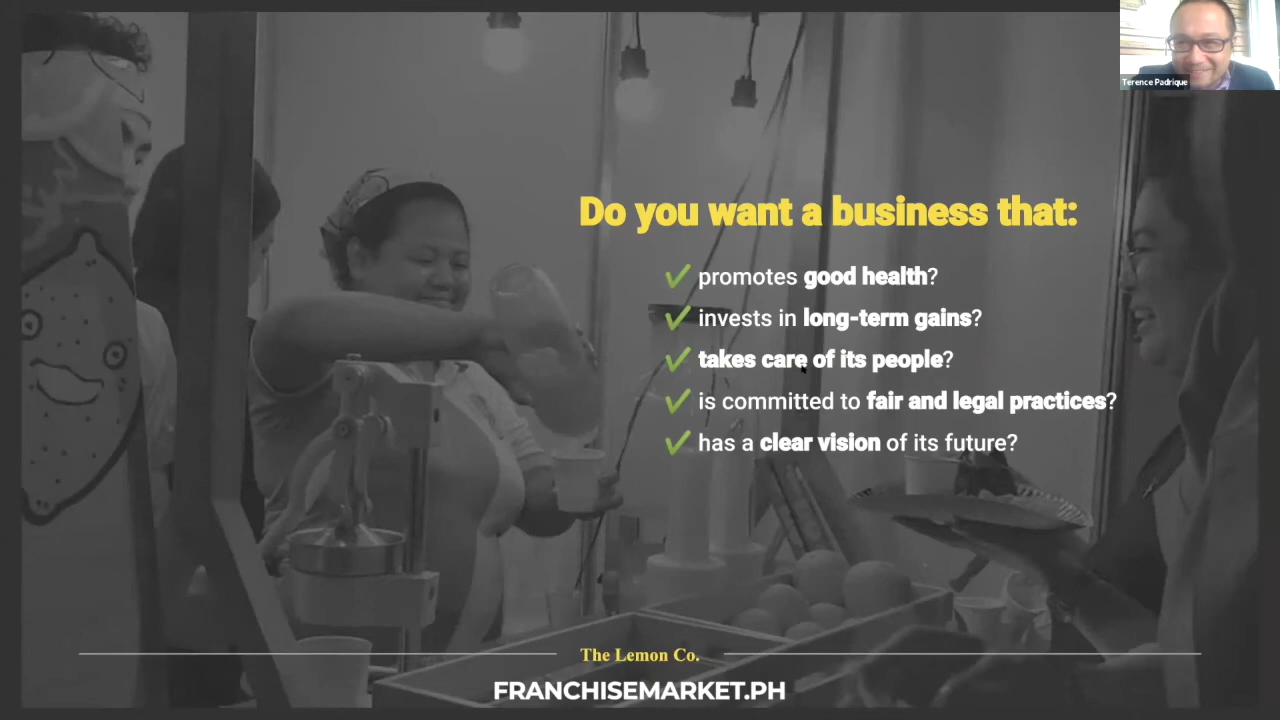 Terence Padrique
Do you want a business that:
✔ promotes good health?
✔ invests in long-term gains?
✔ takes care of its people?
✔ is committed to fair and legal practices?
✔ has a clear vision of its future?
The Lemon Co.
FRANCHISEMARKET.PH